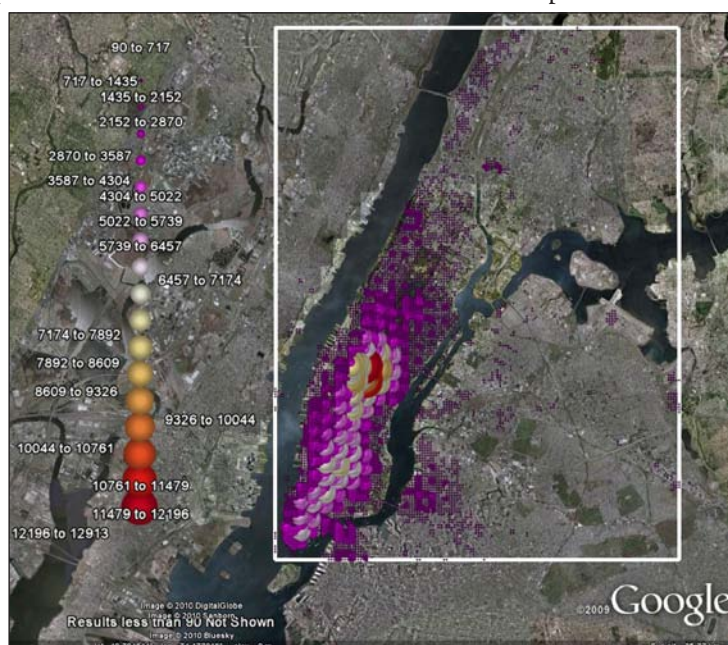 90 to 717
717 to 1435
1435 to 2152
2152 to 2870
2870 to 3587
3587 to 4304
4304 to 5022
5022 to 5739
5739 to 6457
6457 to 7174
7174 to 7892
7892 to 8609
8609 to 9326
9326 to 10044
10044 to 10761
10761 to 11479
11479 to 12196
12196 to 12913
Image © 2010 DigitalGlobe
Image © 2010 Sanborn
Results less than 90 Not Shown
Image © 2010 Bluesky
©2009 Google